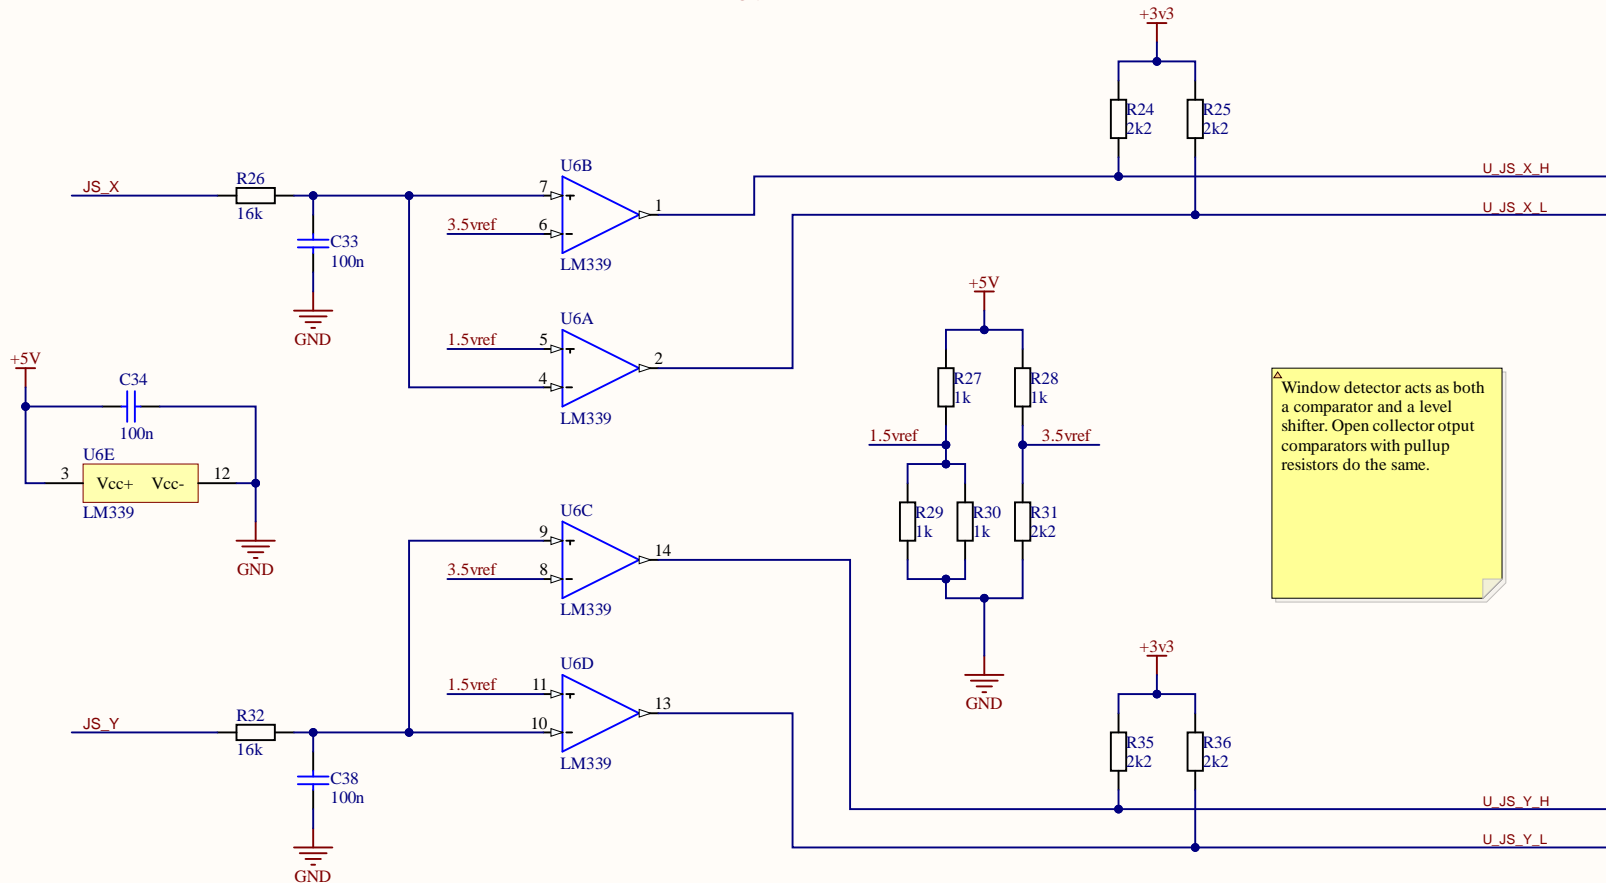 +3v3
R24
2k2
R25
2k2
JS_X
R26
16k
C33
100n
GND
U6B
7
3.5vref
6
1
LM339
U_JS_X_H
U_JS_X_L
U6A
1.5vref
5
4
2
LM339
+5V
C34
100n
U6E
3
Vcc+
Vcc-
12
LM339
GND
+5V
R27
1k
R28
1k
1.5vref
3.5vref
R29
1k
R30
1k
R31
2k2
GND
Window detector acts as both
a comparator and a level
shifter. Open collector otput
comparators with pullup
resistors do the same.
U6C
9
3.5vref
8
14
LM339
U6D
1.5vref
11
10
13
LM339
JS_Y
R32
16k
C38
100n
GND
+3v3
R35
2k2
R36
2k2
U_JS_Y_H
U_JS_Y_L